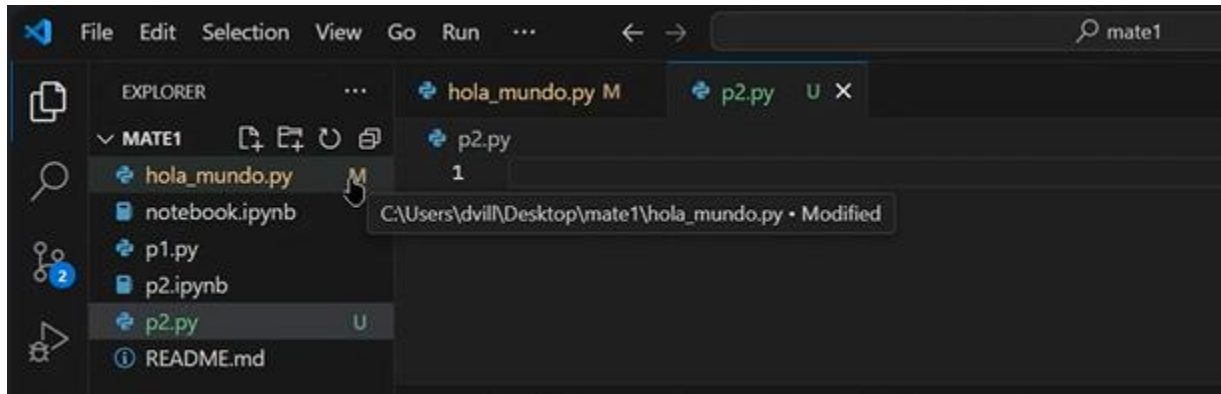 File Edit Selection View Go Run ··· ← → mate1
EXPLORER ··· hola_mundo.py M p2.py U ×
MATE1 p2.py
hola_mundo.py M 1
notebook.ipynb C:\Users\dvill\Desktop\mate1\hola_mundo.py • Modified
p1.py
2 p2.ipynb
p2.py U
README.md